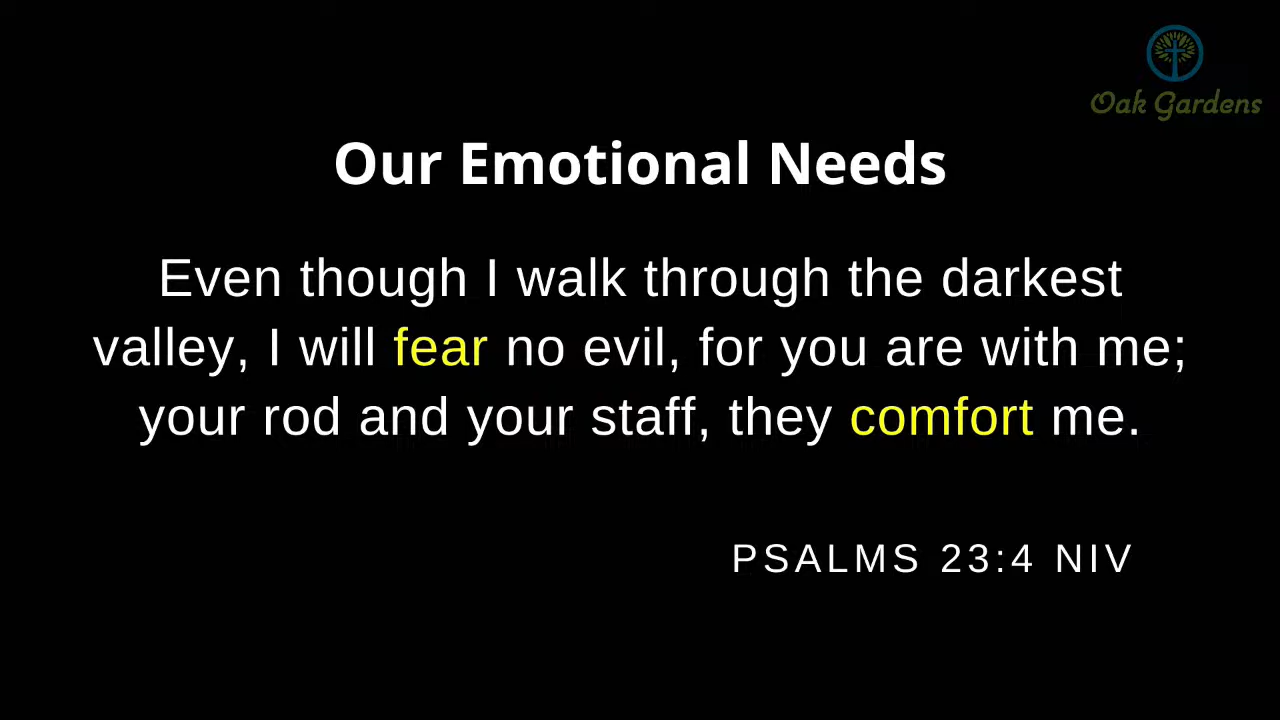 Oak Gardens
Our Emotional Needs
Even though I walk through the darkest
valley, I will fear no evil, for you are with me;
your rod and your staff, they comfort me.
PSALMS 23:4 NIV